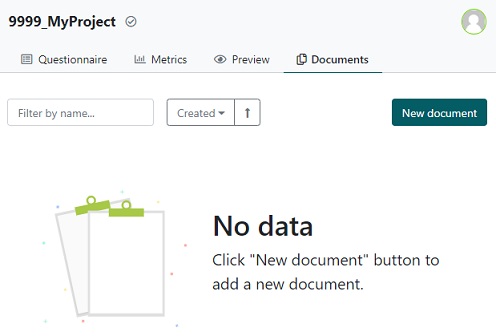 9999_MyProject
Questionnaire Metrics Preview Documents
Filter by name... Created New document
No data
Click "New document" button to
add a new document.